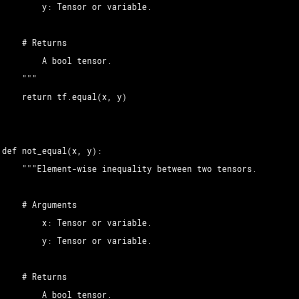 y: Tensor or variable.
# Returns
A bool tensor.
"""
return tf.equal(x, y)
def not_equal(x, y):
"""Element-wise inequality between two tensors.
# Arguments
x: Tensor or variable.
y: Tensor or variable.
# Returns
A bool tensor.